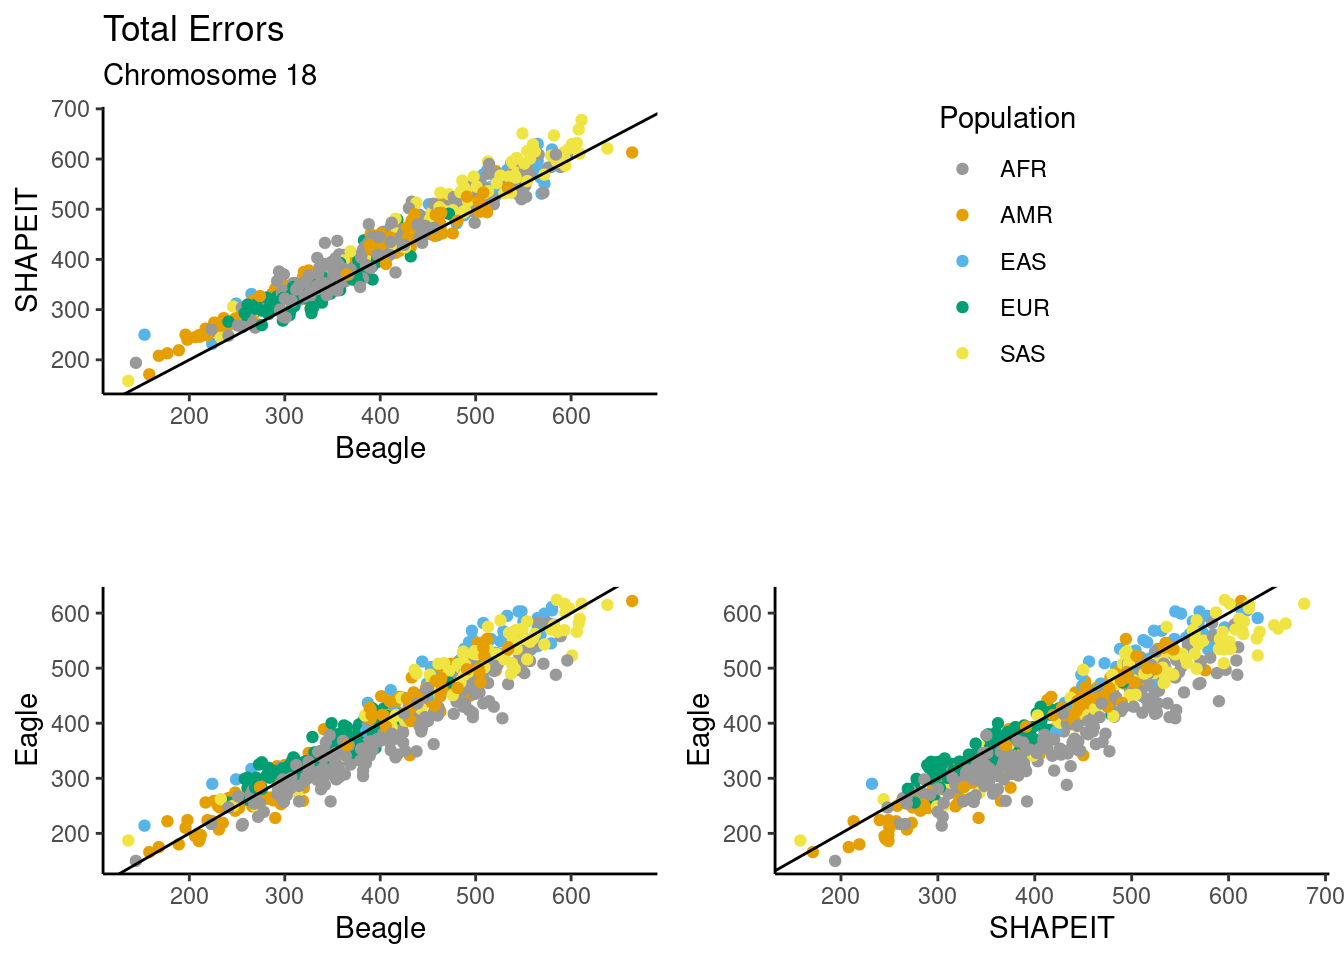 Total Errors
Chromosome 18
700
600
500
400
300
200
SHAPEIT
200 300 400 500 600
Beagle
Population
AFR
AMR
EAS
EUR
SAS
600
500
400
300
200
Eagle
200 300 400 500 600
Beagle
600
500
400
300
200
Eagle
200 300 400 500 600 700
SHAPEIT